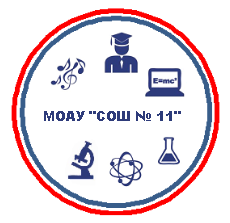 E=mc²
МОАУ "СОШ № 11"